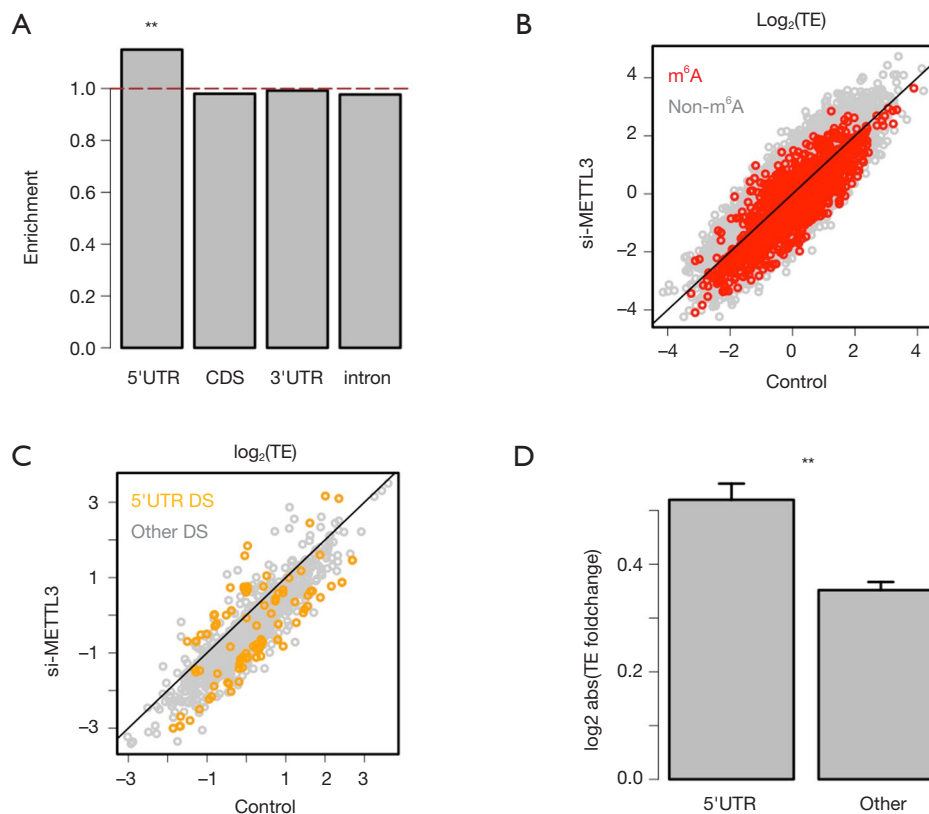 A
**
Enrichment
1.0
0.8
0.6
0.4
0.2
0.0
5'UTR CDS 3'UTR intron
B
Log₂(TE)
m⁶A
Non-m⁶A
si-METTL3
4
2
0
−2
−4
−4 −2 0 2 4
Control
C
log₂(TE)
5'UTR DS
Other DS
si-METTL3
3
1
−1
−3
−3 −1 1 2 3
Control
D
**
log2 abs(TE foldchange)
0.4
0.2
0.0
5'UTR Other